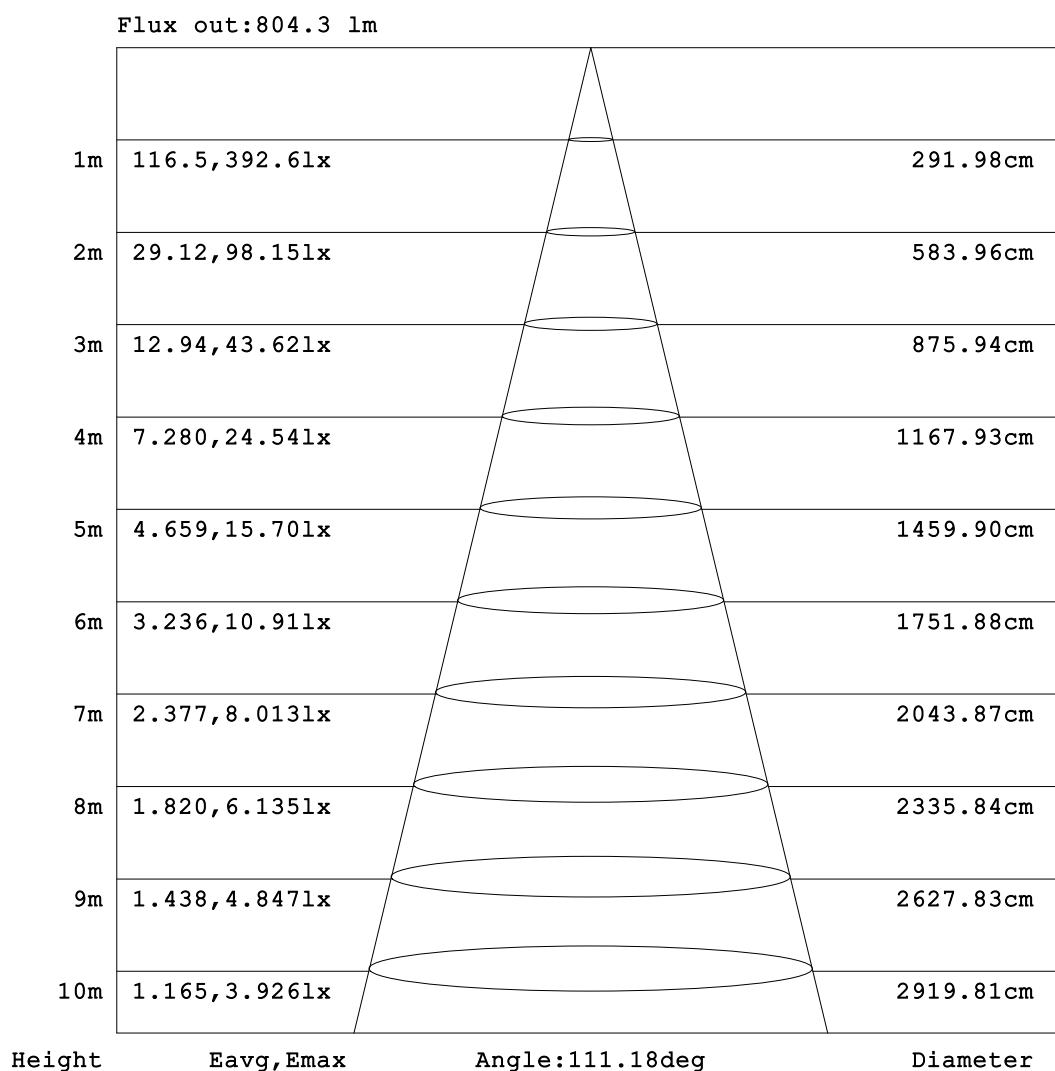 Flux out:804.3 lm
1m 116.5,392.6lx 291.98cm
2m 29.12,98.15lx 583.96cm
3m 12.94,43.62lx 875.94cm
4m 7.280,24.54lx 1167.93cm
5m 4.659,15.70lx 1459.90cm
6m 3.236,10.91lx 1751.88cm
7m 2.377,8.013lx 2043.87cm
8m 1.820,6.135lx 2335.84cm
9m 1.438,4.847lx 2627.83cm
10m 1.165,3.926lx 2919.81cm
Height Eavg,Emax Angle:111.18deg Diameter